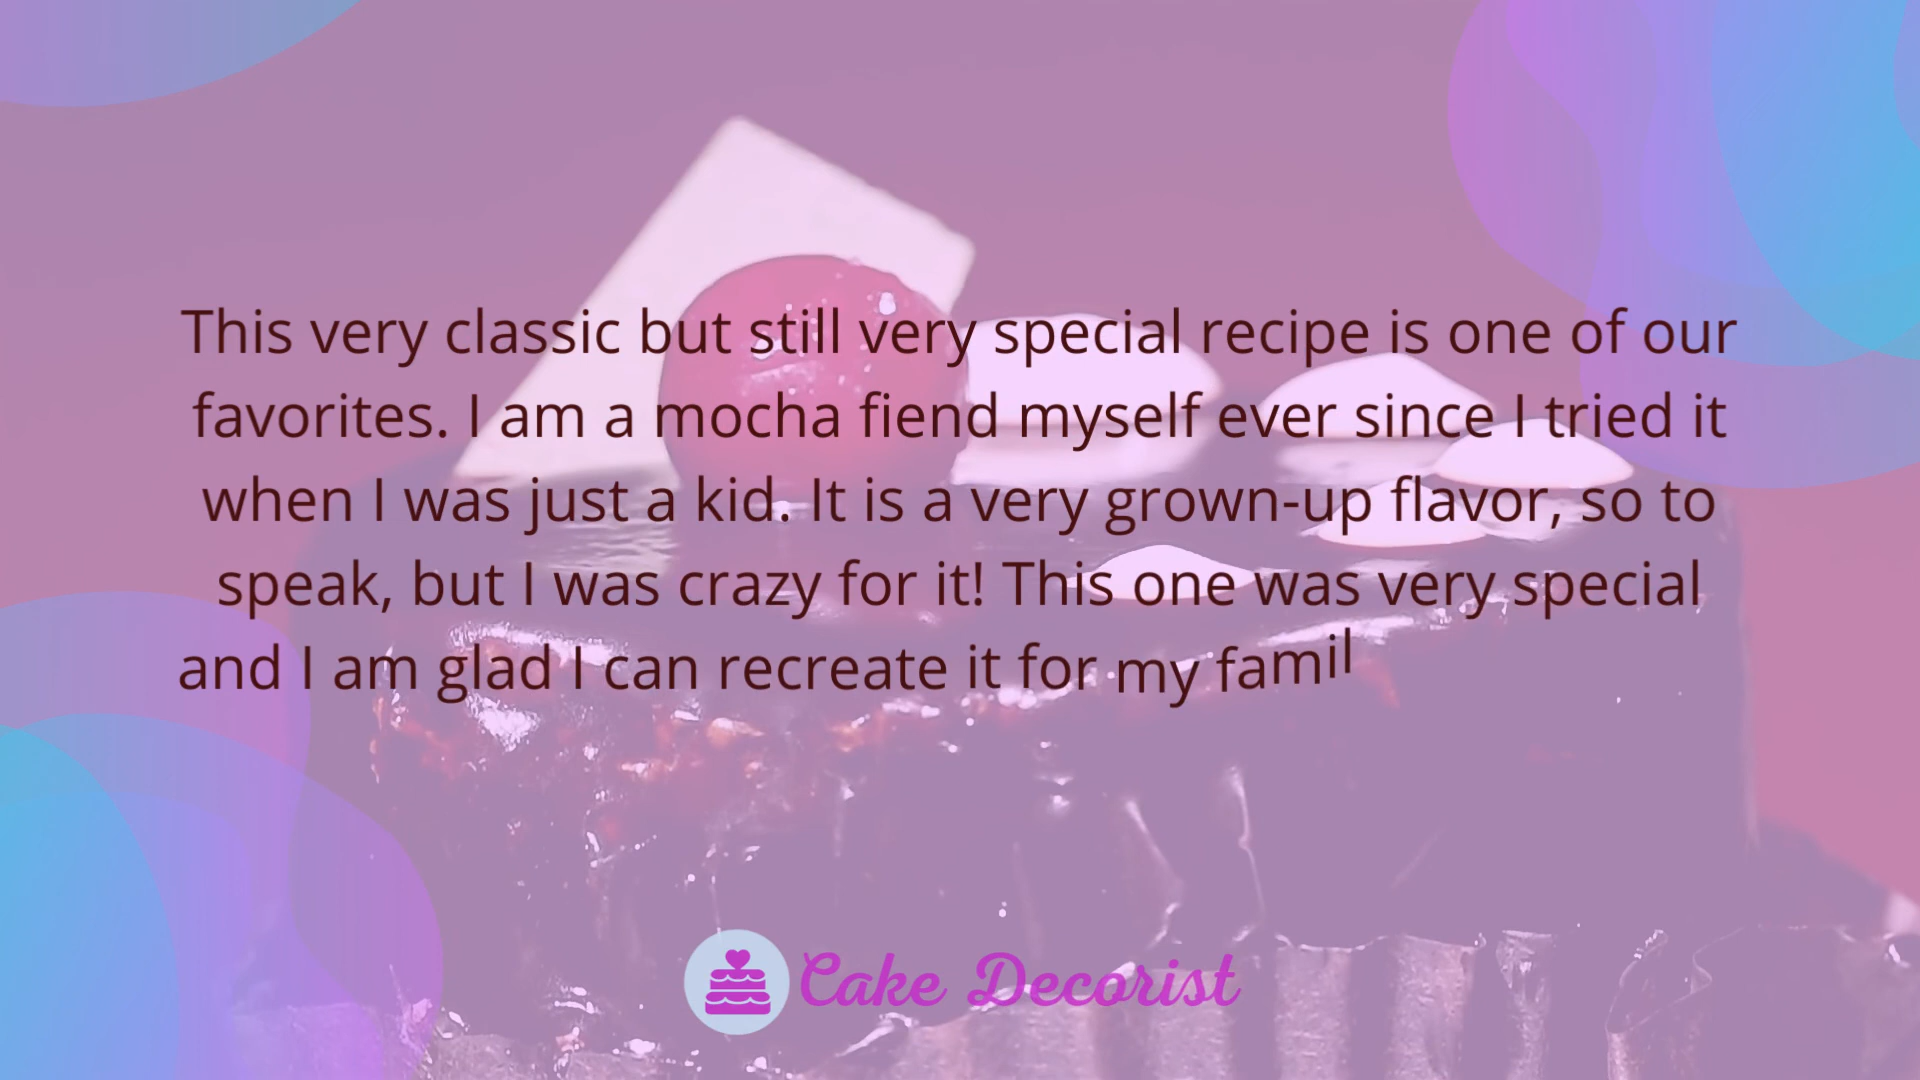 This very classic but still very special recipe is one of our
favorites. I am a mocha fiend myself ever since I tried it
when I was just a kid. It is a very grown-up flavor, so to
speak, but I was crazy for it! This one was very special
and I am glad I can recreate it for my famil
Cake Decorist